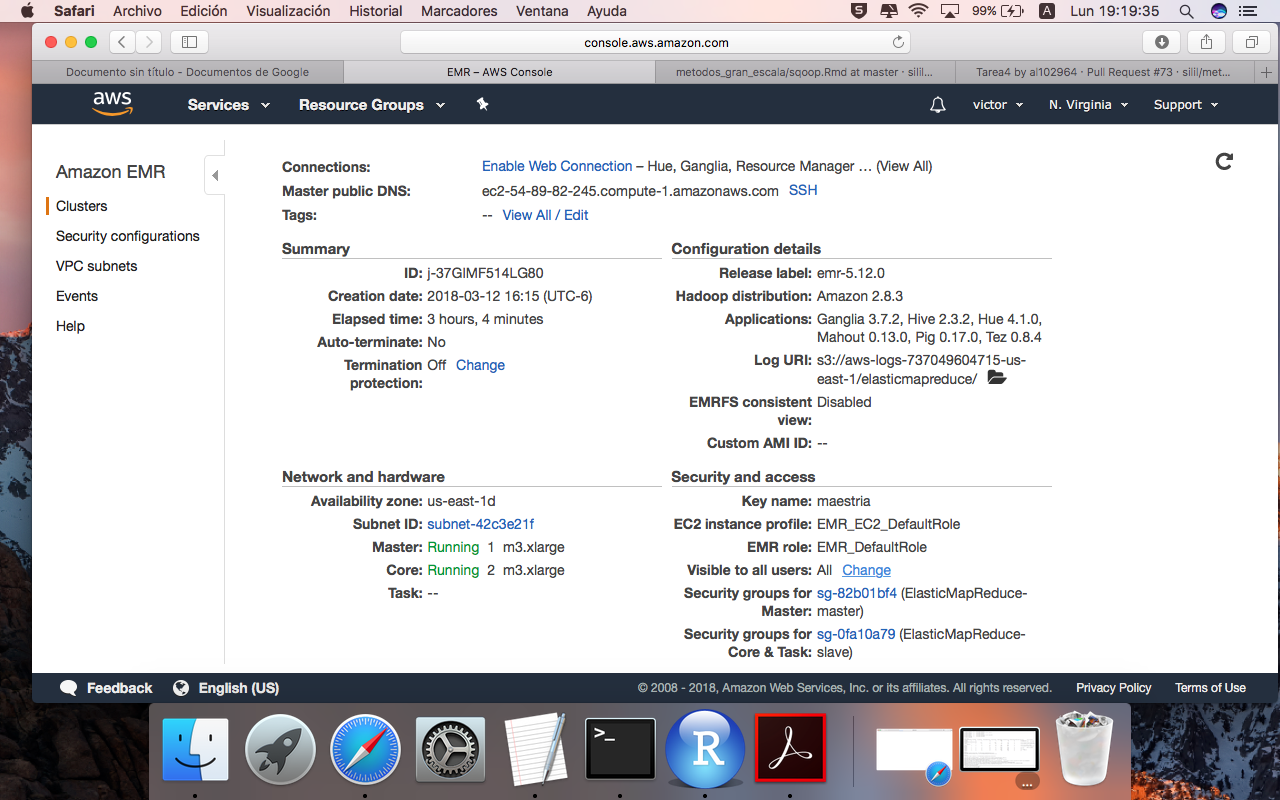 Safari Archivo Edición Visualización Historial Marcadores Ventana Ayuda 99% A Lun 19:19:35
console.aws.amazon.com
Documento sin título - Documentos de Google
EMR – AWS Console
metodos_gran_escala/sqoop.Rmd at master · silil...
Tarea4 by al102964 · Pull Request #73 · silil/met...
aws Services Resource Groups victor N. Virginia Support
Amazon EMR
Clusters
Security configurations
VPC subnets
Events
Help
Connections: Enable Web Connection – Hue, Ganglia, Resource Manager … (View All)
Master public DNS: ec2-54-89-82-245.compute-1.amazonaws.com SSH
Tags: -- View All / Edit
Summary
ID: j-37GIMF514LG80
Creation date: 2018-03-12 16:15 (UTC-6)
Elapsed time: 3 hours, 4 minutes
Auto-terminate: No
Termination Off Change
protection:
Configuration details
Release label: emr-5.12.0
Hadoop distribution: Amazon 2.8.3
Applications: Ganglia 3.7.2, Hive 2.3.2, Hue 4.1.0,
Mahout 0.13.0, Pig 0.17.0, Tez 0.8.4
Log URI: s3://aws-logs-737049604715-us-
east-1/elasticmapreduce/
EMRFS consistent Disabled
view:
Custom AMI ID: --
Network and hardware
Availability zone: us-east-1d
Subnet ID: subnet-42c3e21f
Master: Running 1 m3.xlarge
Core: Running 2 m3.xlarge
Task: --
Security and access
Key name: maestria
EC2 instance profile: EMR_EC2_DefaultRole
EMR role: EMR_DefaultRole
Visible to all users: All Change
Security groups for sg-82b01bf4 (ElasticMapReduce-
Master: master)
Security groups for sg-0fa10a79 (ElasticMapReduce-
Core & Task: slave)
Feedback English (US) © 2008 - 2018, Amazon Web Services, Inc. or its affiliates. All rights reserved. Privacy Policy Terms of Use
>_
R